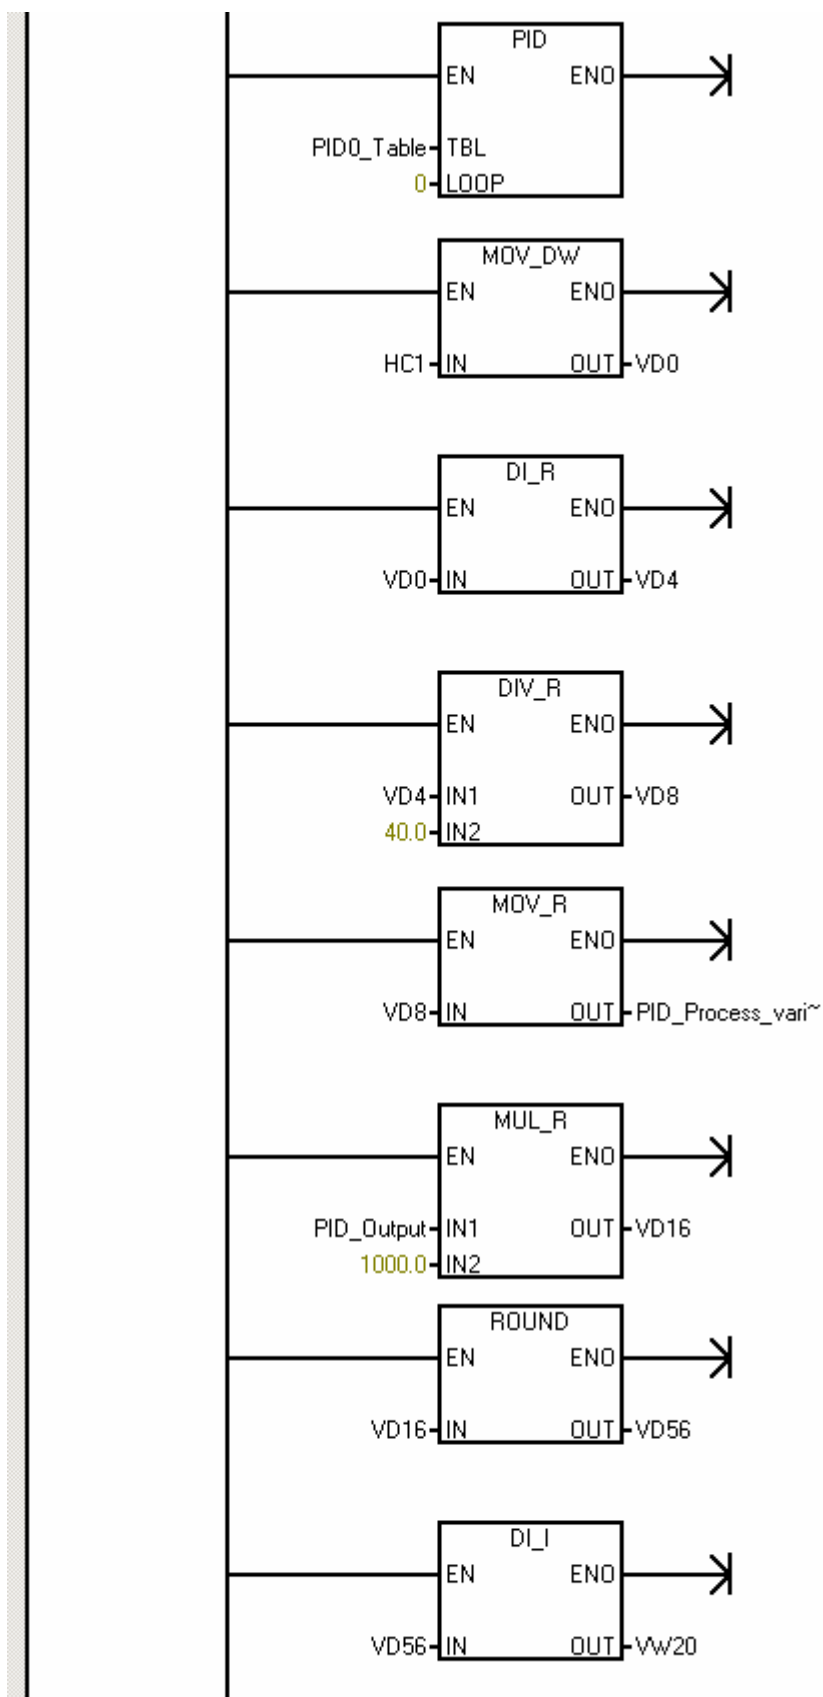 PID
EN ENO
PID0_Table TBL
0 LOOP
MOV_DW
EN ENO
HC1 IN OUT VD0
DI_R
EN ENO
VD0 IN OUT VD4
DIV_R
EN ENO
VD4 IN1 OUT VD8
40.0 IN2
MOV_R
EN ENO
VD8 IN OUT PID_Process_vari~
MUL_R
EN ENO
PID_Output IN1 OUT VD16
1000.0 IN2
ROUND
EN ENO
VD16 IN OUT VD56
DI_I
EN ENO
VD56 IN OUT VW20